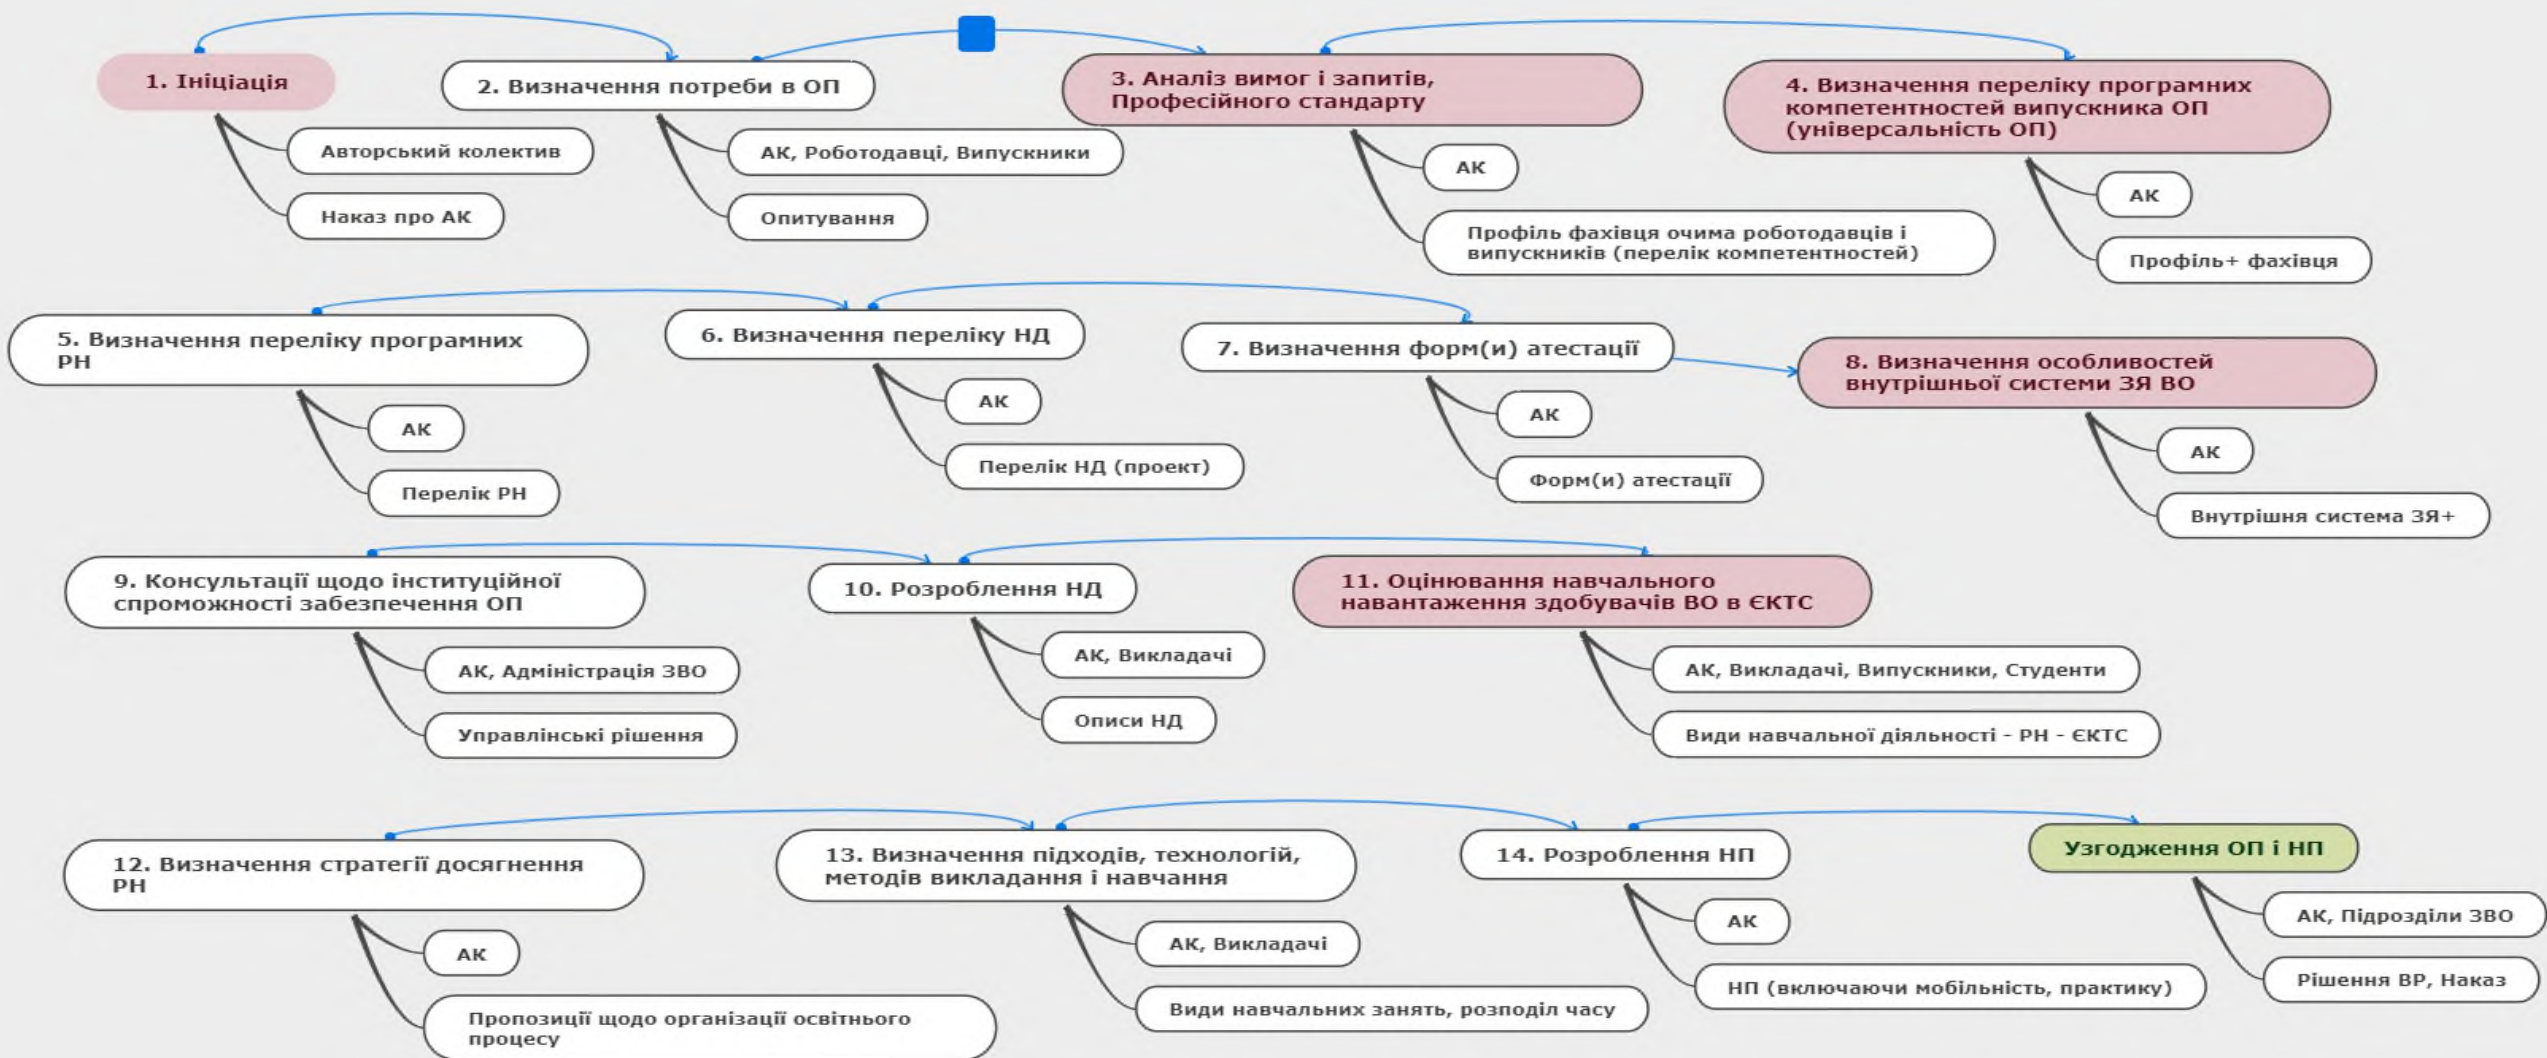 1. Ініціація
Авторський колектив
Наказ про АК
2. Визначення потреби в ОП
АК, Роботодавці, Випускники
Опитування
3. Аналіз вимог і запитів,
Професійного стандарту
АК
Профіль фахівця очима роботодавців і
випускників (перелік компетентностей)
4. Визначення переліку програмних
компетентностей випускника ОП
(універсальність ОП)
АК
Профіль+ фахівця
5. Визначення переліку програмних
РН
АК
Перелік РН
6. Визначення переліку НД
АК
Перелік НД (проект)
7. Визначення форм(и) атестації
АК
Форм(и) атестації
8. Визначення особливостей
внутрішньої системи ЗЯ ВО
АК
Внутрішня система ЗЯ+
9. Консультації щодо інституційної
спроможності забезпечення ОП
АК, Адміністрація ЗВО
Управлінські рішення
10. Розроблення НД
АК, Викладачі
Описи НД
11. Оцінювання навчального
навантаження здобувачів ВО в ЄКТС
АК, Викладачі, Випускники, Студенти
Види навчальної діяльності - РН - ЄКТС
12. Визначення стратегії досягнення
РН
АК
Пропозиції щодо організації освітнього
процесу
13. Визначення підходів, технологій,
методів викладання і навчання
АК, Викладачі
Види навчальних занять, розподіл часу
14. Розроблення НП
АК
НП (включаючи мобільність, практику)
Узгодження ОП і НП
АК, Підрозділи ЗВО
Рішення ВР, Наказ